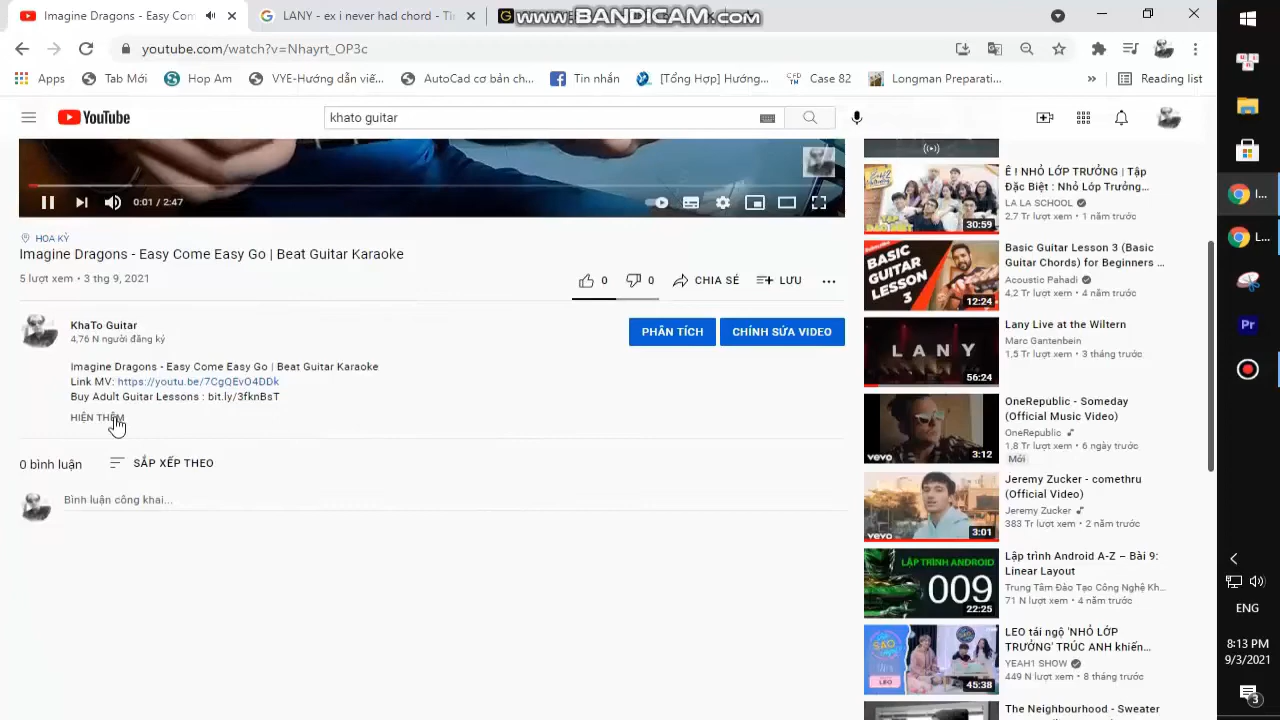 Imagine Dragons - Easy Com
LANY - ex i never had chord - Ti
www.BANDICAM.com
youtube.com/watch?v=Nhayrt_OP3c
Apps
Tab Mới
Hop Am
VYE-Hướng dẫn viế...
AutoCad cơ bản ch...
Tin nhắn
[Tổng Hợp] Hướng...
Case 82
Longman Preparati...
»
Reading list
YouTube
khato guitar
0:01 / 2:47
HOA KỲ
Imagine Dragons - Easy Come Easy Go | Beat Guitar Karaoke
5 lượt xem • 3 thg 9, 2021
0
0
CHIA SẺ
LƯU
KhaTo Guitar
4,76 N người đăng ký
PHÂN TÍCH
CHỈNH SỬA VIDEO
Imagine Dragons - Easy Come Easy Go | Beat Guitar Karaoke
Link MV: https://youtu.be/7CgQEvO4DDk
Buy Adult Guitar Lessons : bit.ly/3fknBsT
HIỆN THÊM
0 bình luận
SẮP XẾP THEO
Bình luận công khai...
30:59
Ê ! NHỎ LỚP TRƯỞNG | Tập
Đặc Biệt : Nhỏ Lớp Trưởng...
LA LA SCHOOL
2,7 Tr lượt xem • 1 năm trước
BASIC
GUITAR
LESSON
3
12:24
Basic Guitar Lesson 3 (Basic
Guitar Chords) for Beginners ...
Acoustic Pahadi
4,2 Tr lượt xem • 4 năm trước
LANY
56:24
Lany Live at the Wiltern
Marc Gantenbein
1,5 Tr lượt xem • 3 tháng trước
vevo
3:12
OneRepublic - Someday
(Official Music Video)
OneRepublic
1,8 Tr lượt xem • 6 ngày trước
Mới
vevo
3:01
Jeremy Zucker - comethru
(Official Video)
Jeremy Zucker
383 Tr lượt xem • 2 năm trước
LẬP TRÌNH ANDROID
009
22:25
Lập trình Android A-Z – Bài 9:
Linear Layout
Trung Tâm Đào Tạo Công Nghệ Kh...
71 N lượt xem • 4 năm trước
SAO
LEO
45:38
LEO tái ngộ 'NHỎ LỚP
TRƯỞNG' TRÚC ANH khiến...
YEAH1 SHOW
449 N lượt xem • 8 tháng trước
The Neighbourhood - Sweater
I...
L...
Pr
ENG
8:13 PM
9/3/2021
3